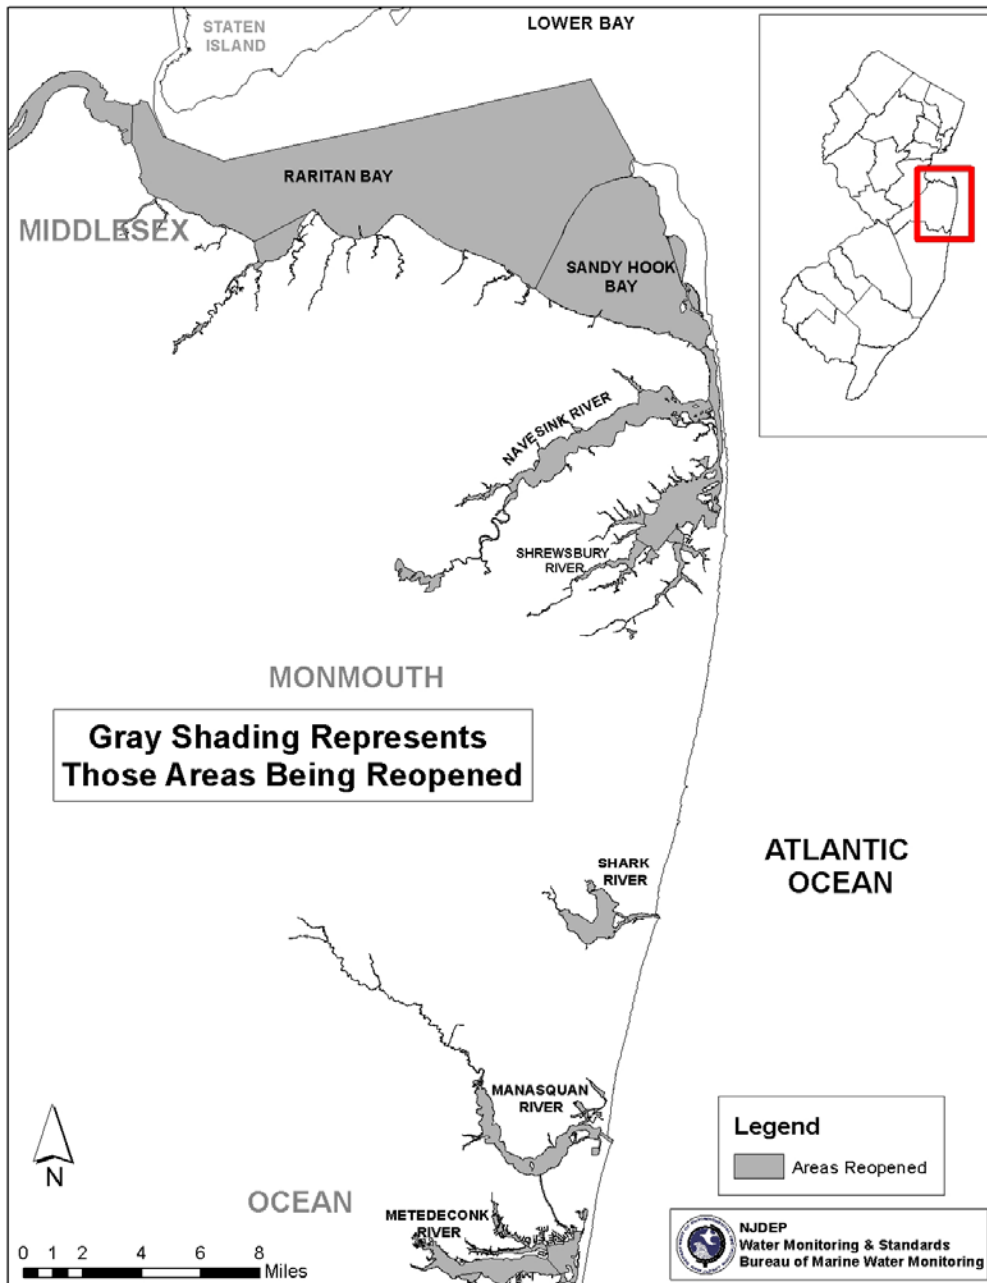 LOWER BAY
STATEN
ISLAND
RARITAN BAY
MIDDLESEX
SANDY HOOK
BAY
NAVESINK RIVER
SHREWSBURY
RIVER
MONMOUTH
Gray Shading Represents
Those Areas Being Reopened
SHARK
RIVER
ATLANTIC
OCEAN
MANASQUAN
RIVER
N
OCEAN
METEDECONK
RIVER
0 1 2 4 6 8
Miles
Legend
Areas Reopened
NJDEP
Water Monitoring & Standards
Bureau of Marine Water Monitoring